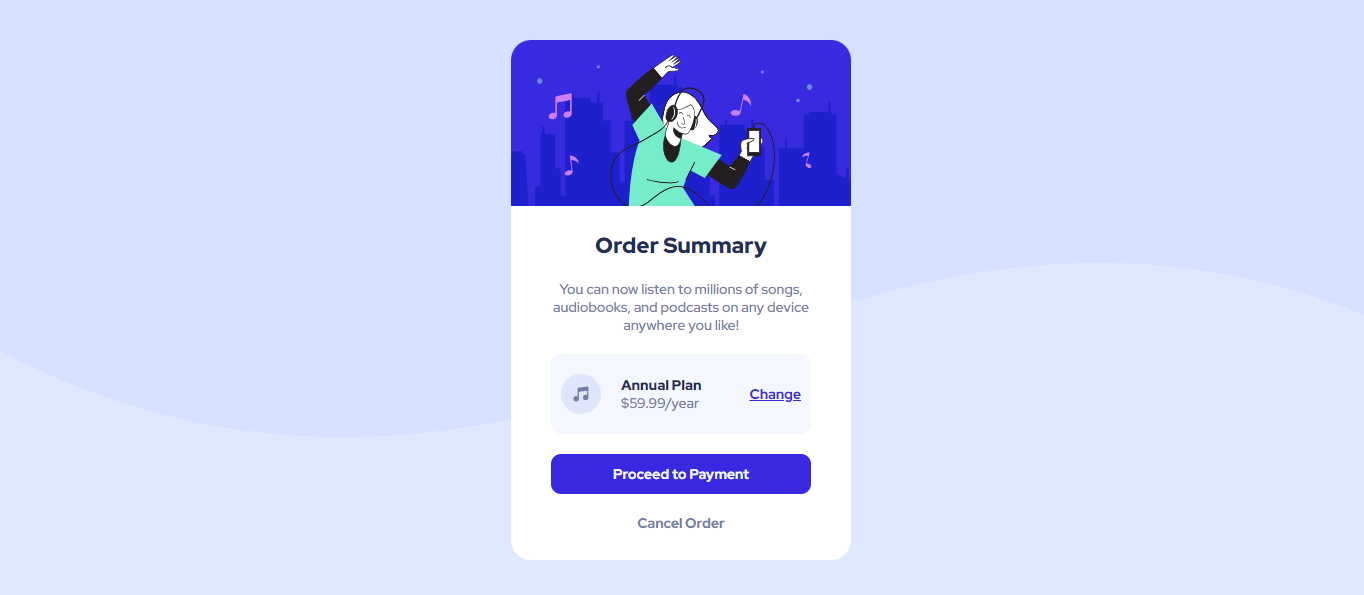 Order Summary
You can now listen to millions of songs,
audiobooks, and podcasts on any device
anywhere you like!
Annual Plan
$59.99/year
Change
Proceed to Payment
Cancel Order